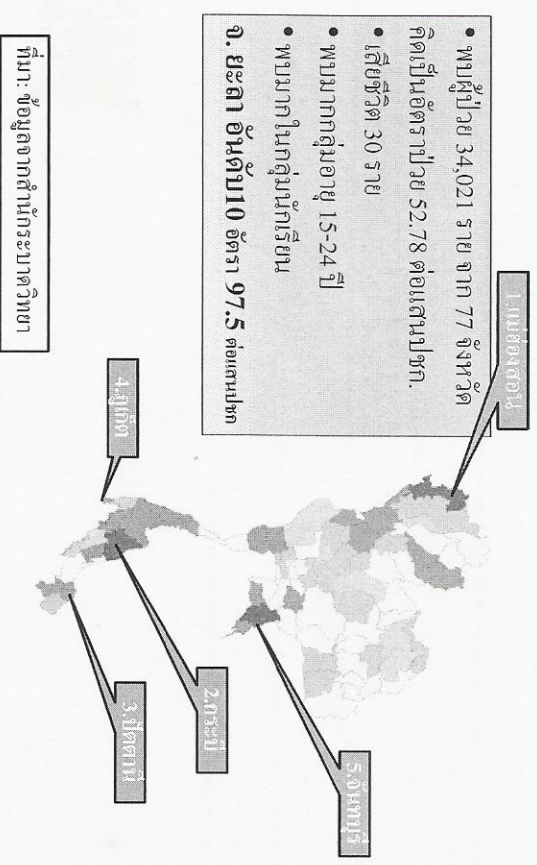 • พบผู้ป่วย 34,021 ราย จาก 77 จังหวัด
คิดเป็นอัตราป่วย 52.78 ต่อแสนปชก.
• เสียชีวิต 30 ราย
• พบมากกลุ่มอายุ 15-24 ปี
• พบมากในกลุ่มนักเรียน
จ. ยะลา อันดับ10 อัตรา 97.5 ต่อแสนปชก
1.แม่ฮ่องสอน
5.จันทบุรี
2.กระบี่
3.ปัตตานี
4.ภูเก็ต
ที่มา: ข้อมูลจากสำนักระบาดวิทยา